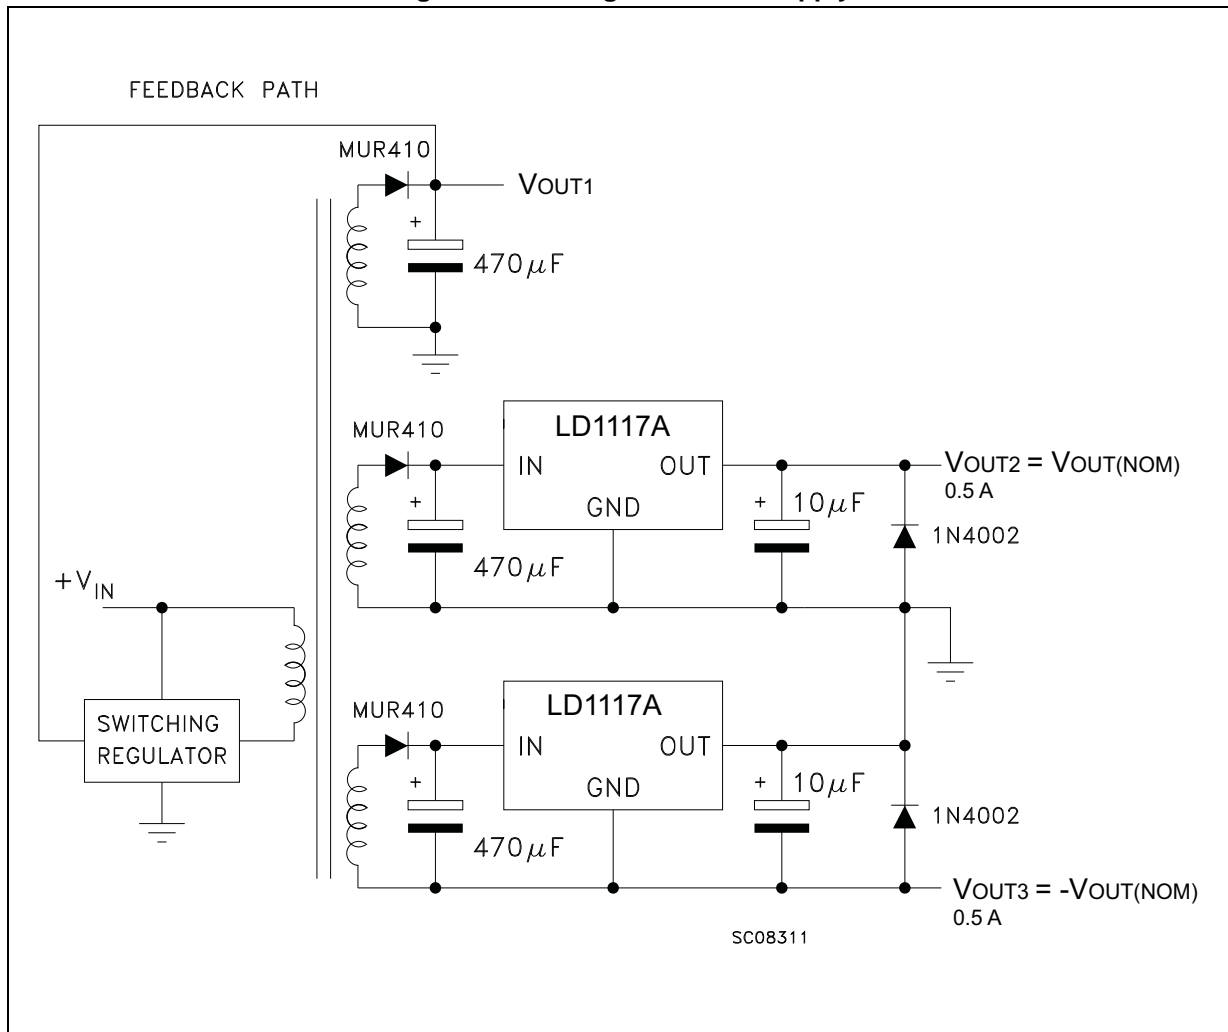 FEEDBACK PATH
MUR410
VOUT1
+
470μF
MUR410
LD1117A
IN OUT
GND
VOUT2 = VOUT(NOM)
0.5 A
+
470μF
+
10μF
1N4002
+VIN
SWITCHING
REGULATOR
MUR410
LD1117A
IN OUT
GND
+
470μF
+
10μF
1N4002
VOUT3 = -VOUT(NOM)
0.5 A
SC08311